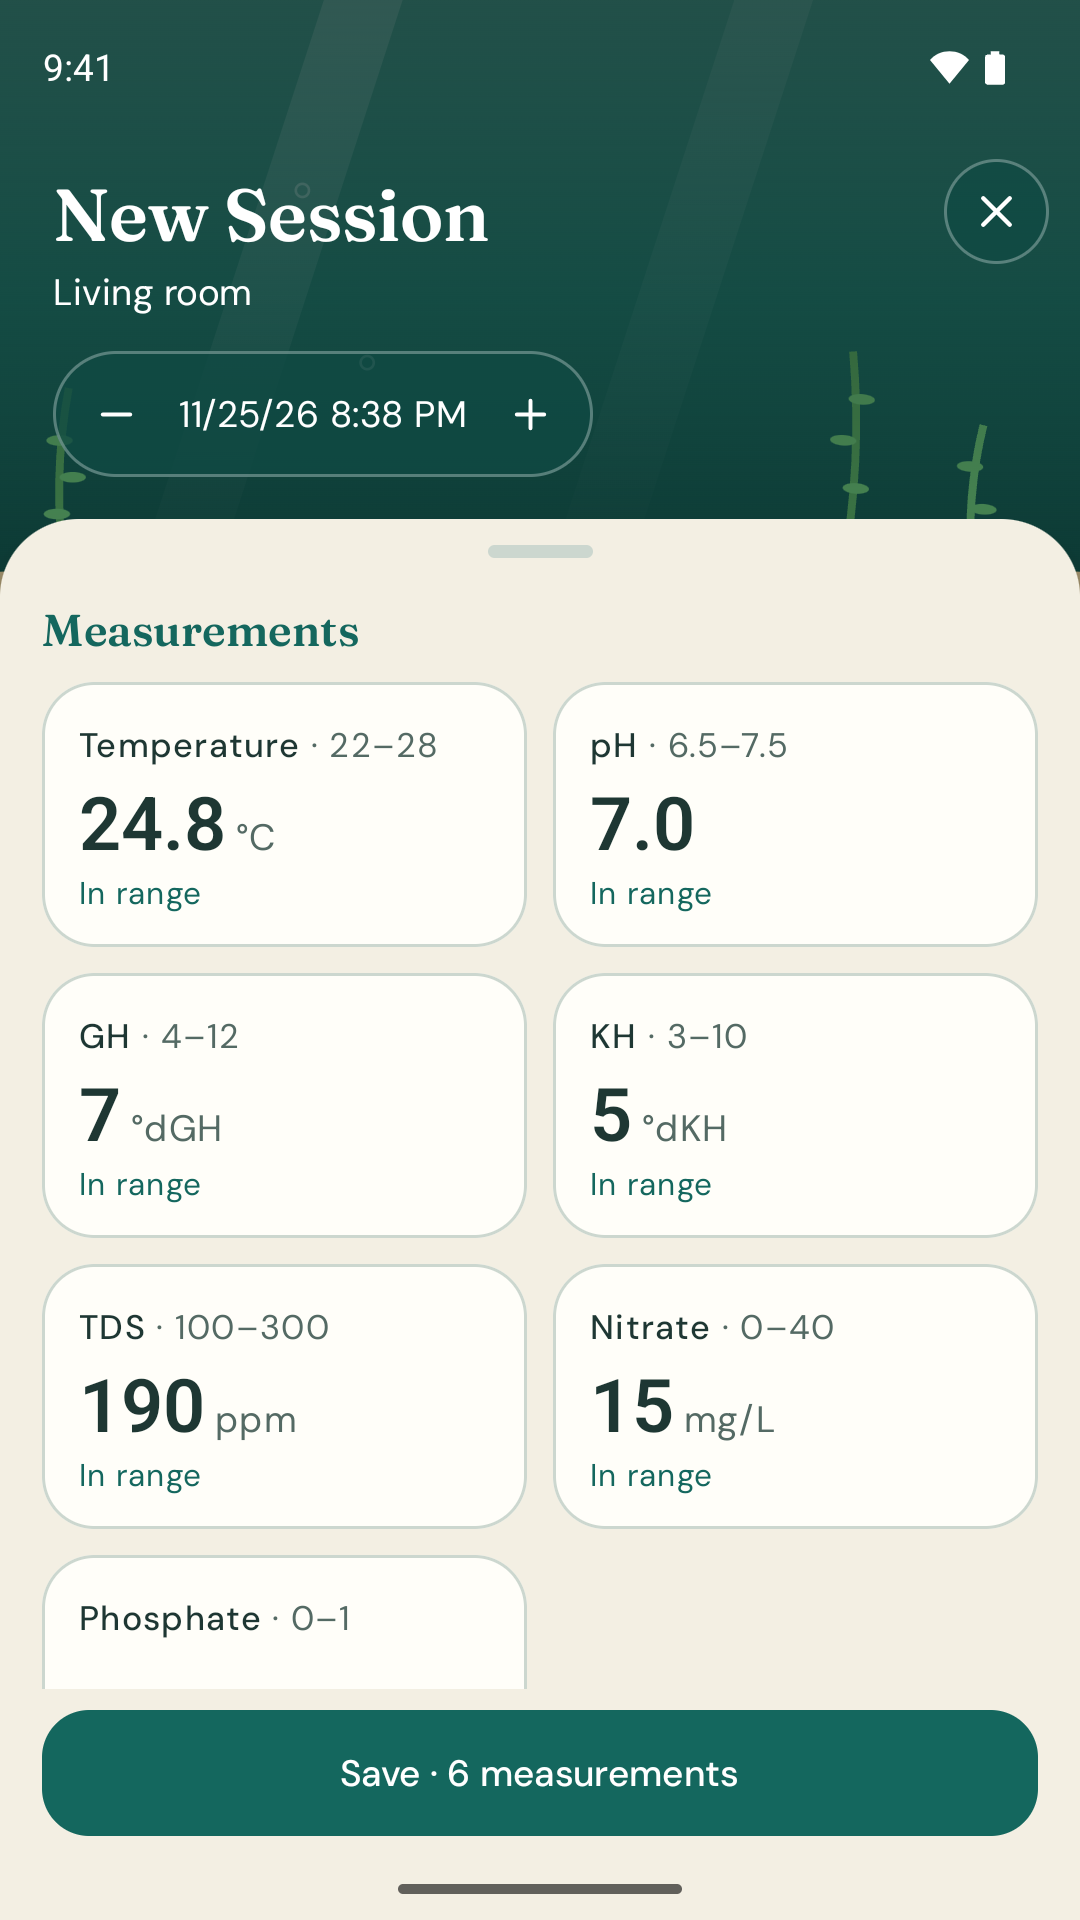 9:41
New Session
Living room
11/25/26 8:38 PM
Measurements
Temperature · 22–28
24.8 °C
In range
pH · 6.5–7.5
7.0
In range
GH · 4–12
7 °dGH
In range
KH · 3–10
5 °dKH
In range
TDS · 100–300
190 ppm
In range
Nitrate · 0–40
15 mg/L
In range
Phosphate · 0–1
Save · 6 measurements